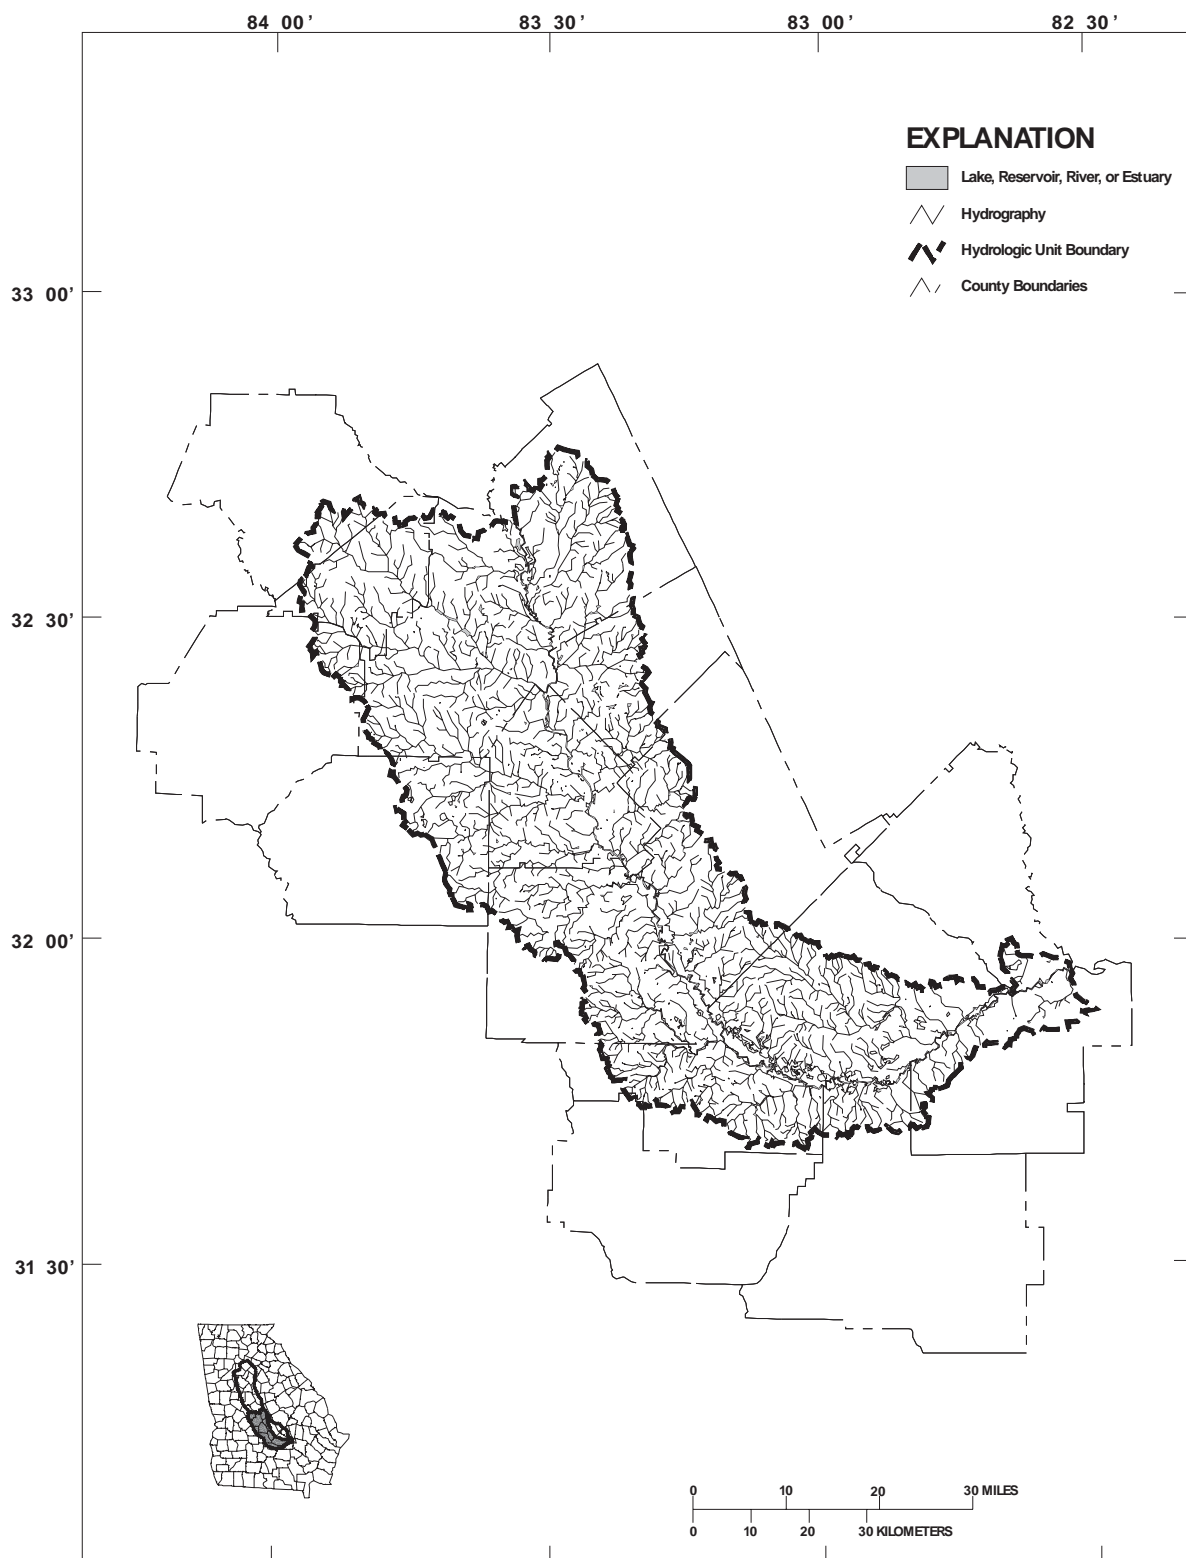 84 00’ 83 30’ 83 00’ 82 30’
EXPLANATION
Lake, Reservoir, River, or Estuary
Hydrography
Hydrologic Unit Boundary
County Boundaries
33 00’
32 30’
32 00’
31 30’
0 10 20 30 MILES
0 10 20 30 KILOMETERS